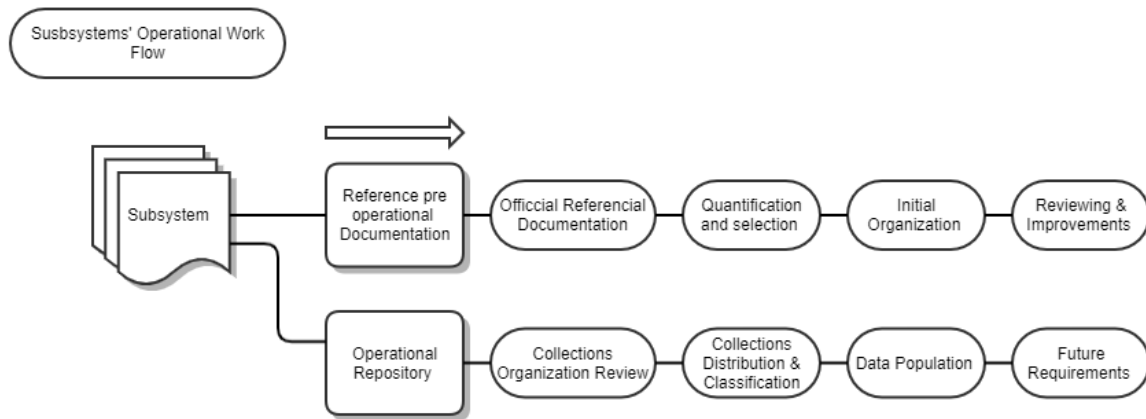 Susbsystems' Operational Work
Flow
Subsystem
Reference pre
operational
Documentation
Officcial Referencial
Documentation
Quantification
and selection
Initial
Organization
Reviewing &
Improvements
Operational
Repository
Collections
Organization Review
Collections
Distribution &
Classification
Data Population
Future
Requirements